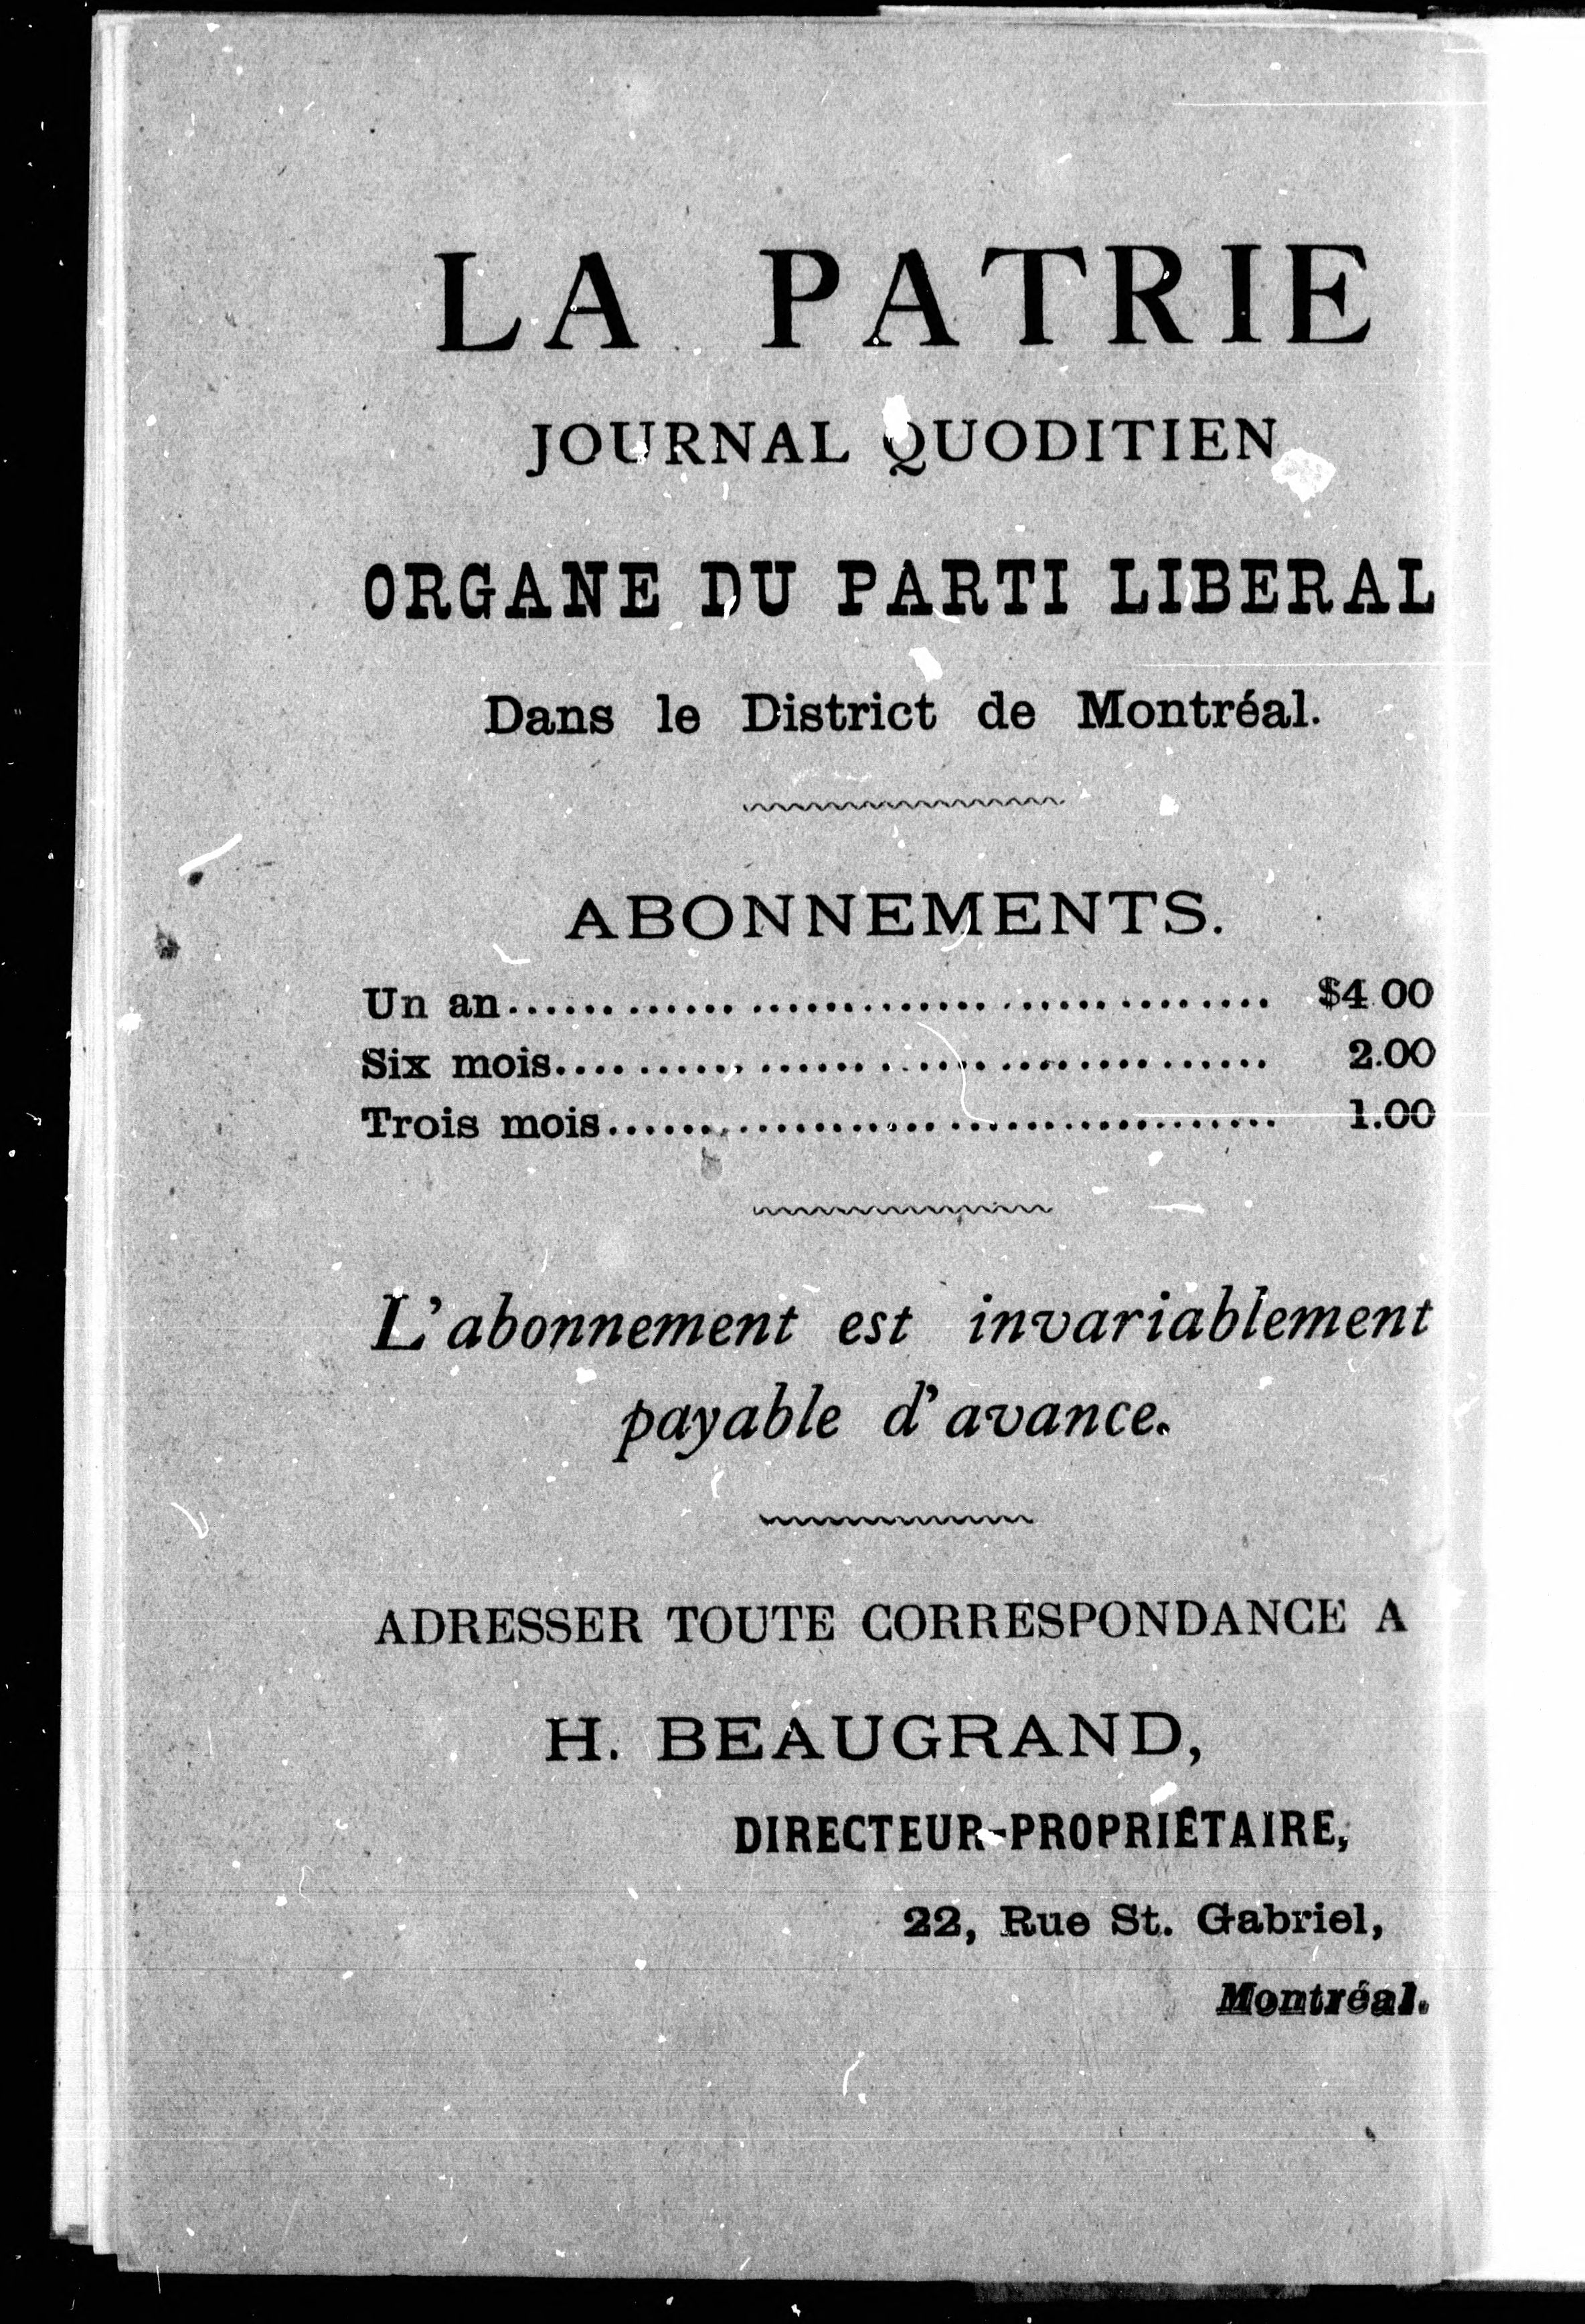 LA PATRIE
JOURNAL QUODITIEN
ORGANE DU PARTI LIBERAL
Dans le District de Montréal.
ABONNEMENTS.
Un an........................................ $4.00
Six mois........................................ 2.00
Trois mois........................................ 1.00
L'abonnement est invariablement
payable d'avance.
ADRESSER TOUTE CORRESPONDANCE A
H. BEAUGRAND,
DIRECTEUR-PROPRIÉTAIRE,
22, Rue St. Gabriel,
Montréal.